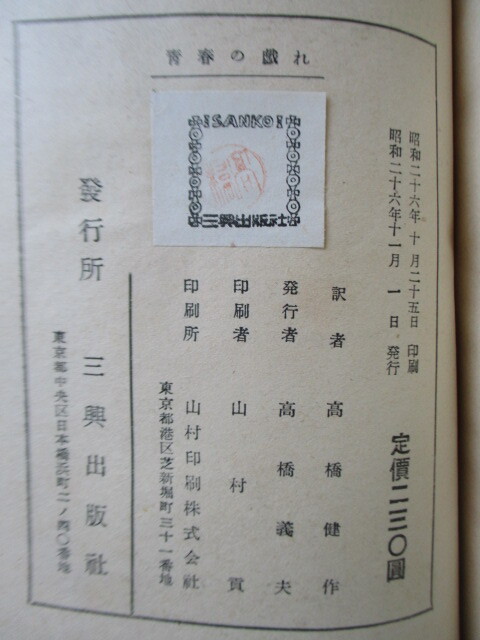 青春の戯れ
SANKO
三興出版社
昭和二十六年十月二十五日 印刷
昭和二十六年十一月一日 発行
定價二三〇圓
訳者 高橋健作
発行者 高橋義夫
印刷者 山村貫
印刷所 山村印刷株式会社
東京都港区芝新堀町三十一番地
發行所 三興出版社
東京都中央区日本橋浜町二ノ四〇番地